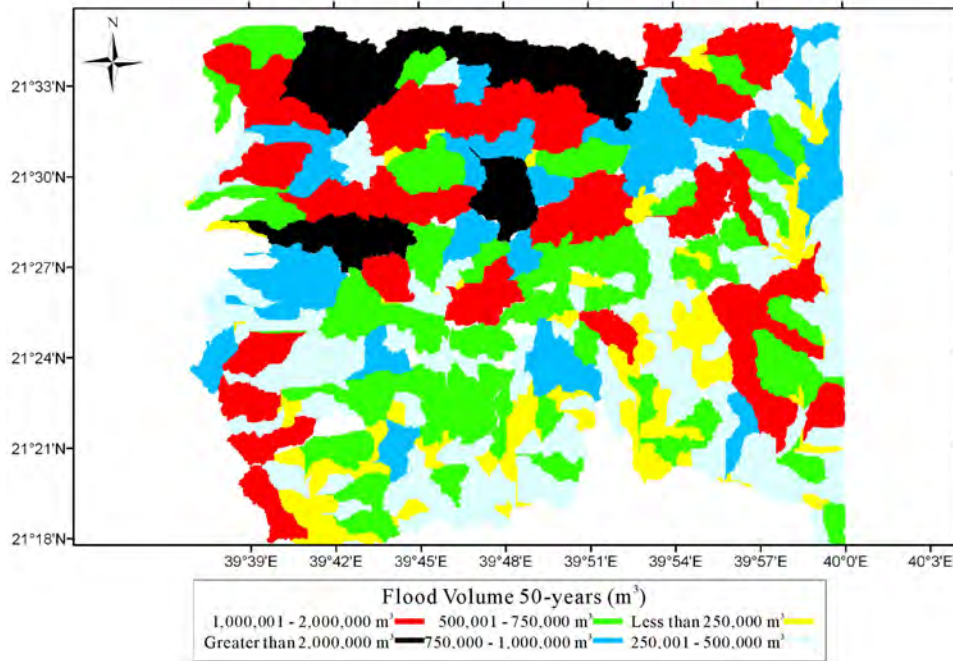 N
21°33'N
21°30'N
21°27'N
21°24'N
21°21'N
21°18'N
39°39'E 39°42'E 39°45'E 39°48'E 39°51'E 39°54'E 39°57'E 40°0'E 40°3'E
Flood Volume 50-years (m³)
1,000,001 - 2,000,000 m³ 500,001 - 750,000 m³ Less than 250,000 m³
Greater than 2,000,000 m³ 750,000 - 1,000,000 m³ 250,001 - 500,000 m³